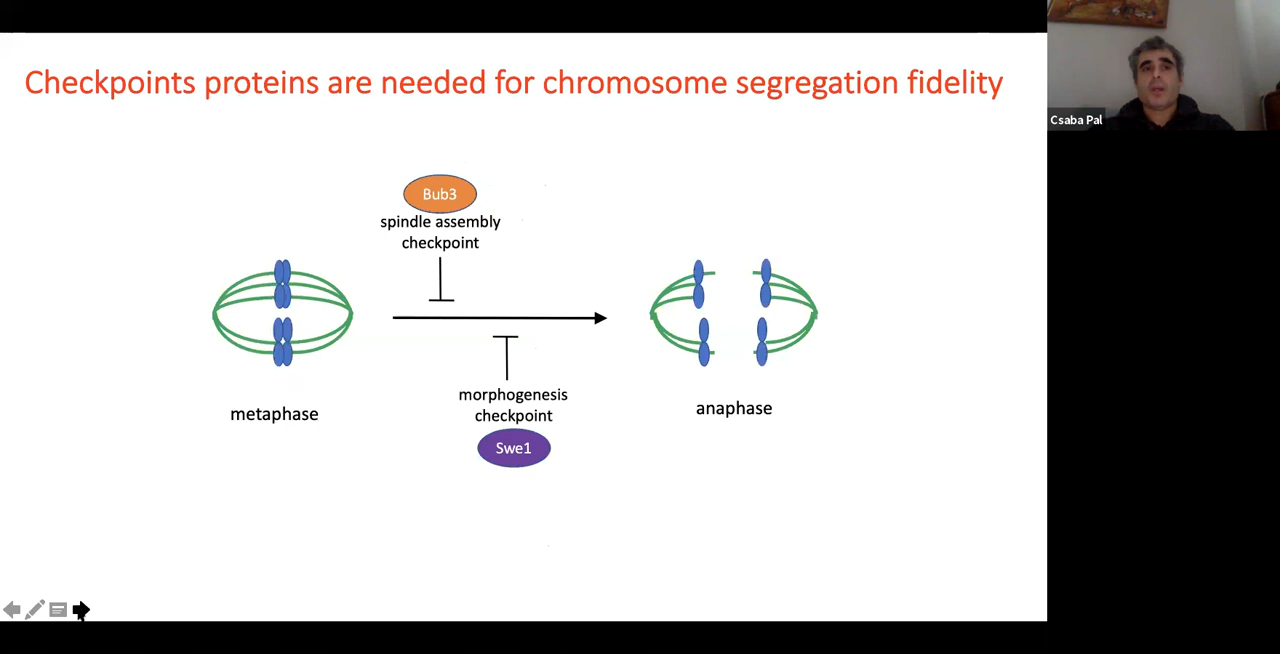 Checkpoints proteins are needed for chromosome segregation fidelity
Csaba Pal
Bub3
spindle assembly
checkpoint
morphogenesis
checkpoint
Swe1
metaphase
anaphase